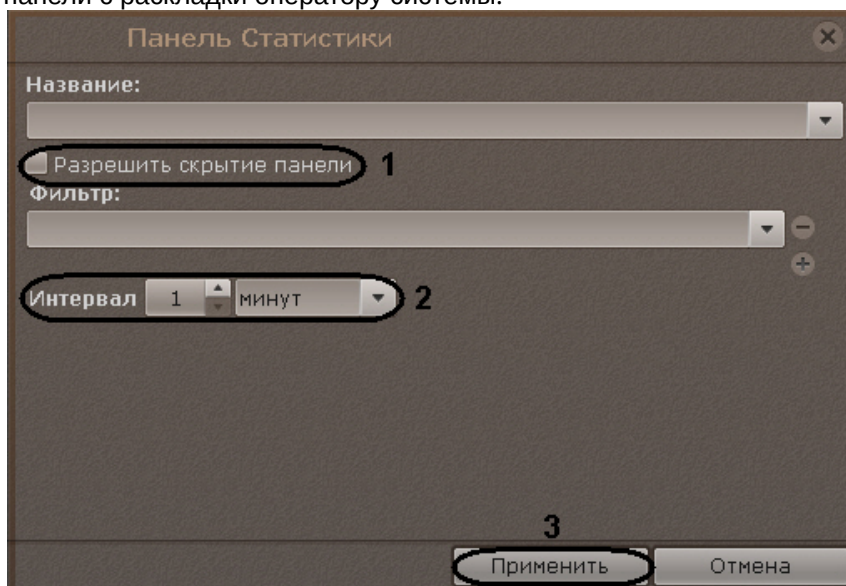 панели с раскладки оператору системы.
Панель Статистики
Название:
Разрешить скрытие панели 1
Фильтр:
Интервал 1 минут 2
3
Применить Отмена